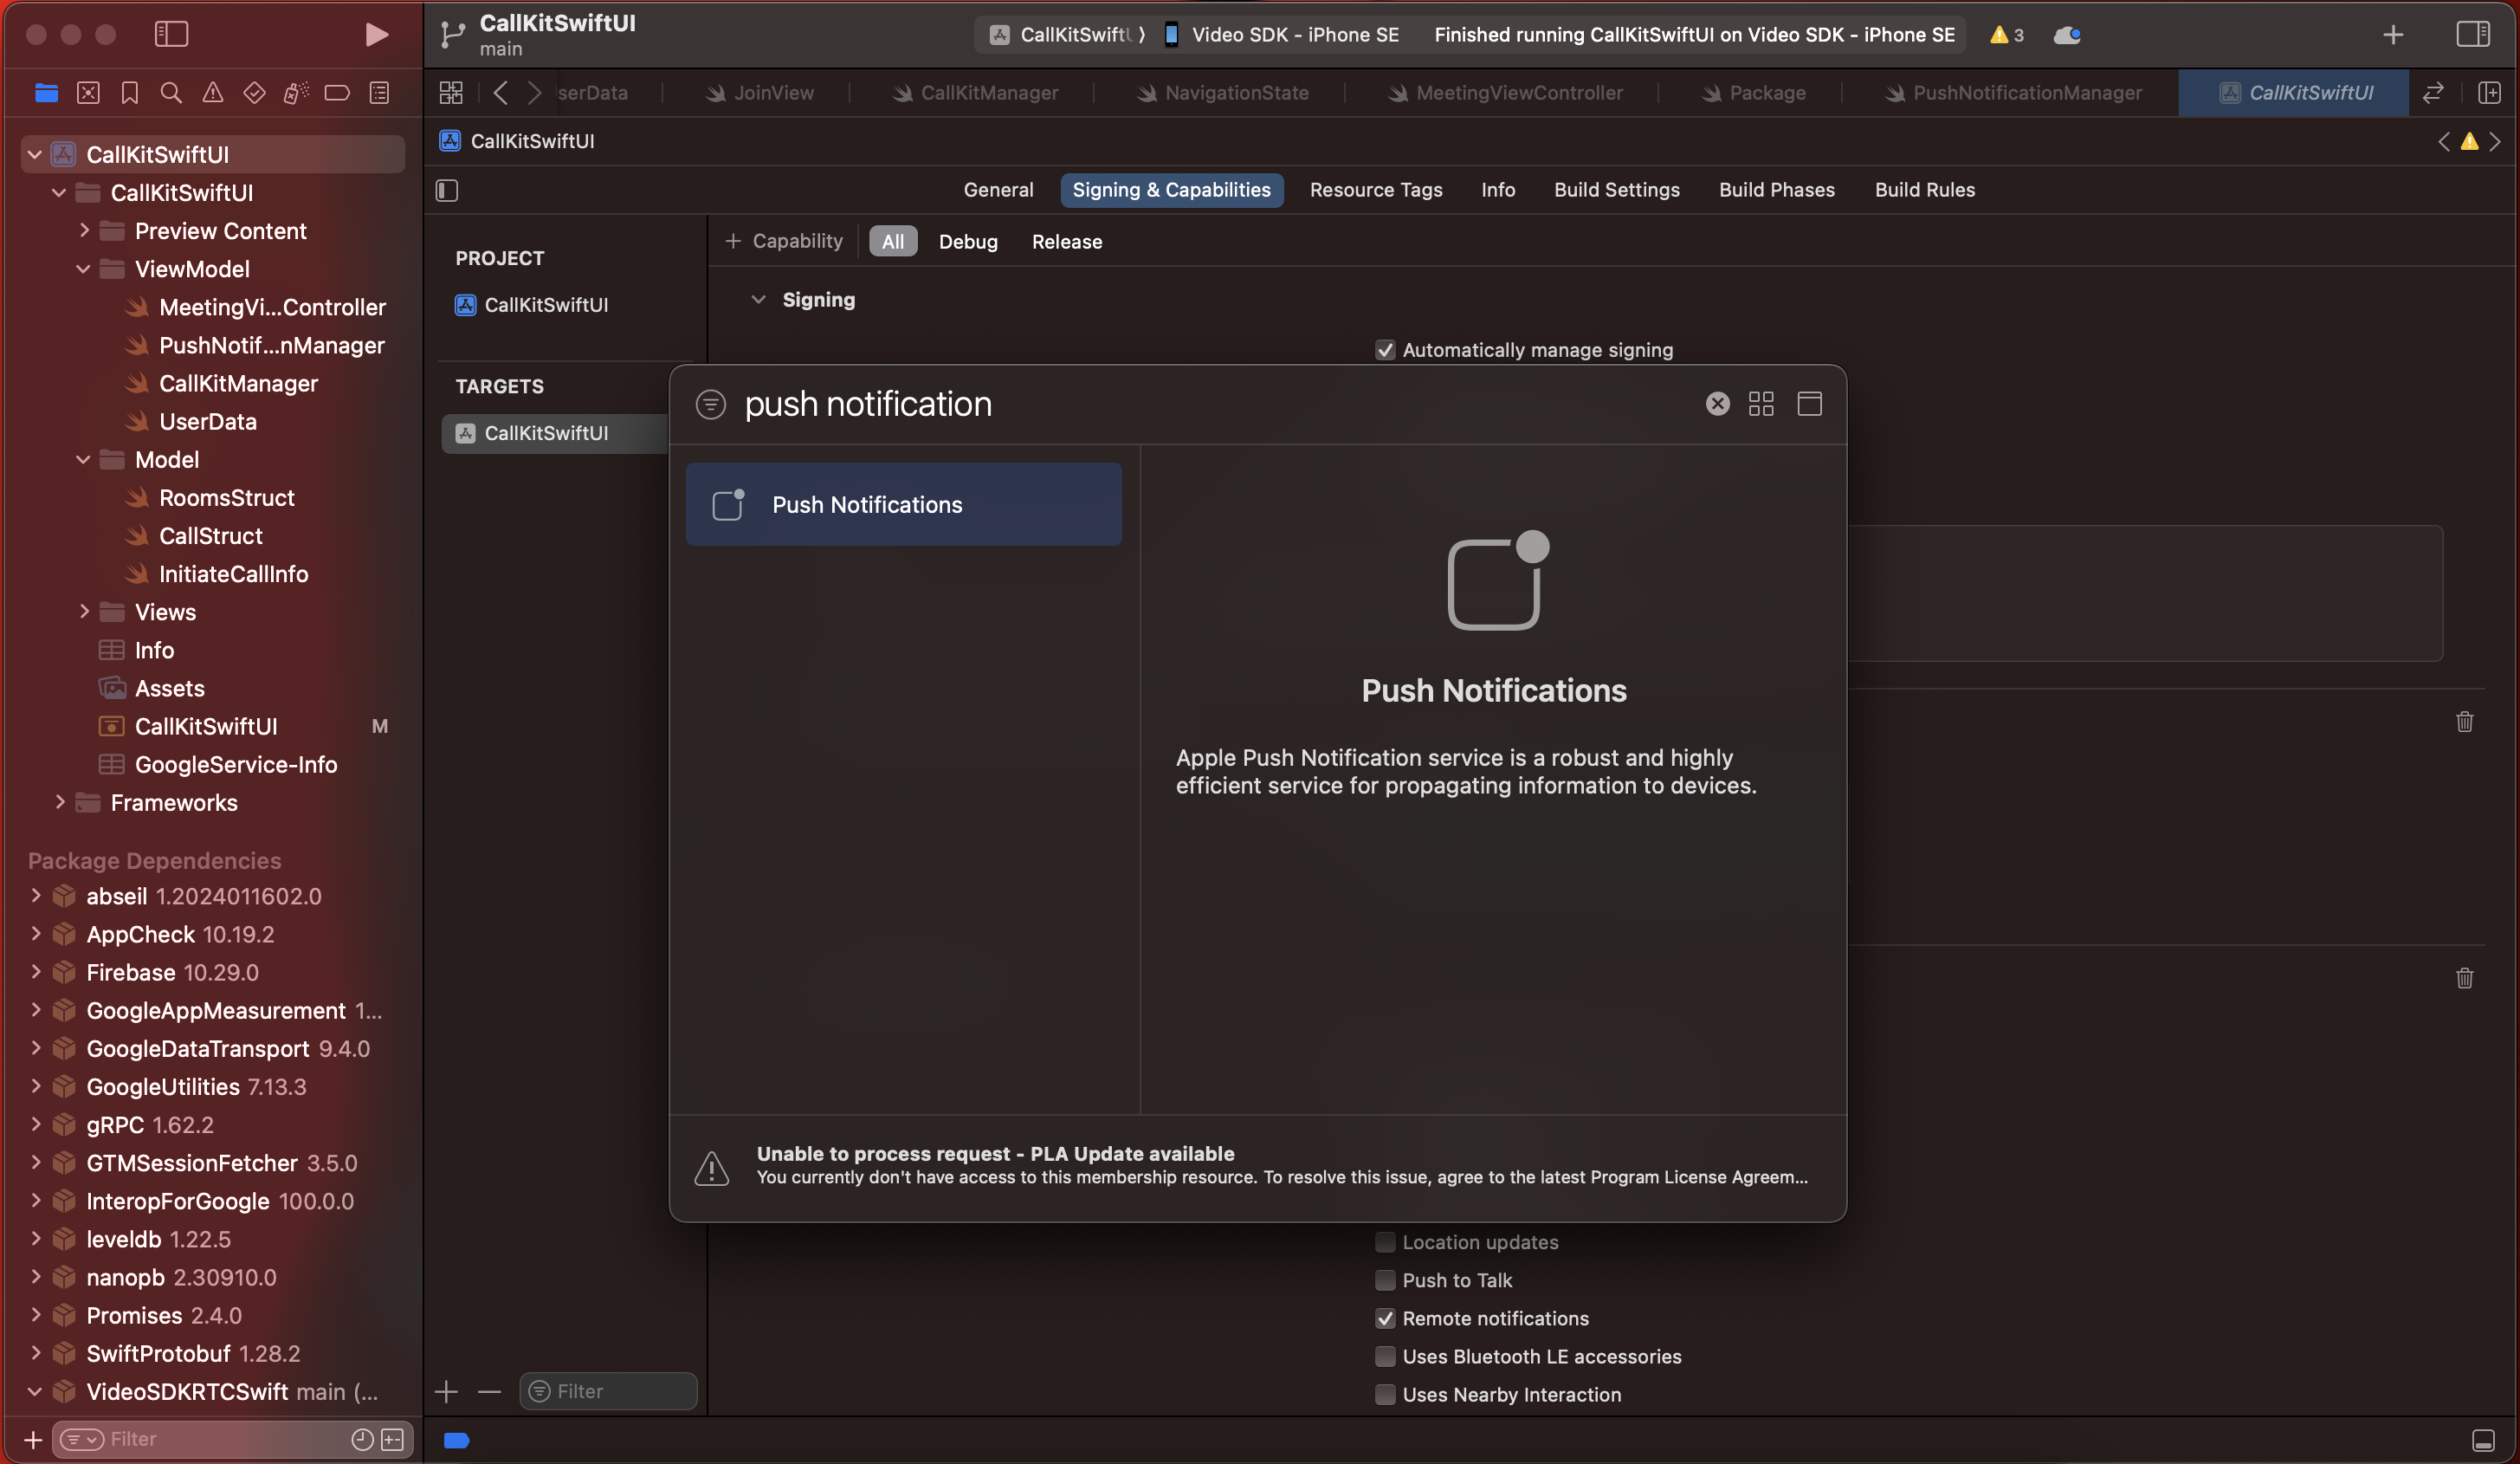 CallKitSwiftUI
main
CallKitSwiftU
Video SDK - iPhone SE
Finished running CallKitSwiftUI on Video SDK - iPhone SE
3
serData
JoinView
CallKitManager
NavigationState
MeetingViewController
Package
PushNotificationManager
CallKitSwiftUI
CallKitSwiftUI
General
Signing & Capabilities
Resource Tags
Info
Build Settings
Build Phases
Build Rules
CallKitSwiftUI
CallKitSwiftUI
Preview Content
ViewModel
MeetingVi...Controller
PushNotif...nManager
CallKitManager
UserData
Model
RoomsStruct
CallStruct
InitiateCallInfo
Views
Info
Assets
CallKitSwiftUI M
GoogleService-Info
Frameworks
Package Dependencies
abseil 1.2024011602.0
AppCheck 10.19.2
Firebase 10.29.0
GoogleAppMeasurement 1...
GoogleDataTransport 9.4.0
GoogleUtilities 7.13.3
gRPC 1.62.2
GTMSessionFetcher 3.5.0
InteropForGoogle 100.0.0
leveldb 1.22.5
nanopb 2.30910.0
Promises 2.4.0
SwiftProtobuf 1.28.2
VideoSDKRTCSwift main (...
Filter
PROJECT
CallKitSwiftUI
TARGETS
CallKitSwiftUI
Filter
+ Capability
All
Debug
Release
Signing
Automatically manage signing
push notification
Push Notifications
Push Notifications
Apple Push Notification service is a robust and highly
efficient service for propagating information to devices.
Unable to process request - PLA Update available
You currently don't have access to this membership resource. To resolve this issue, agree to the latest Program License Agreem...
Location updates
Push to Talk
Remote notifications
Uses Bluetooth LE accessories
Uses Nearby Interaction